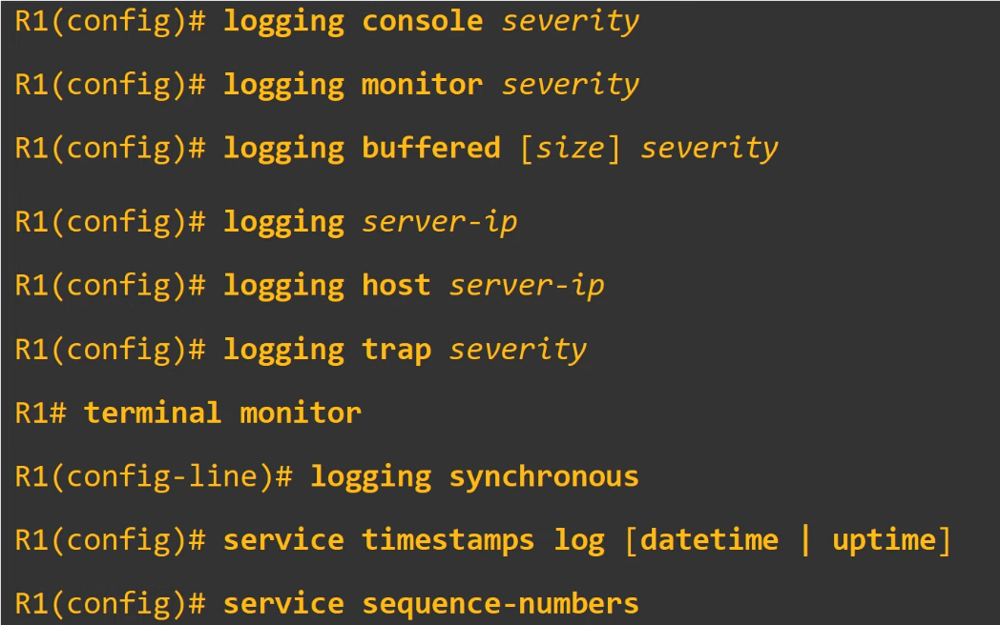 R1(config)# logging console severity
R1(config)# logging monitor severity
R1(config)# logging buffered [size] severity
R1(config)# logging server-ip
R1(config)# logging host server-ip
R1(config)# logging trap severity
R1# terminal monitor
R1(config-line)# logging synchronous
R1(config)# service timestamps log [datetime | uptime]
R1(config)# service sequence-numbers